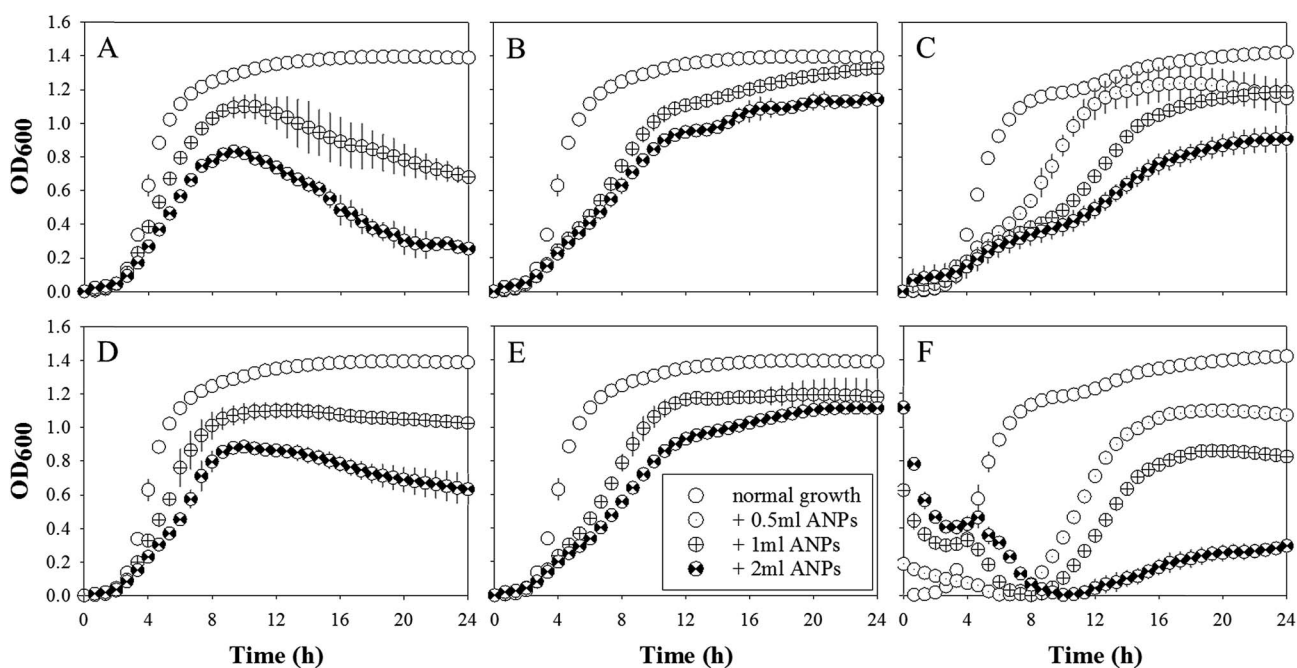 1.6
1.4
1.2
1.0
0.8
0.6
0.4
0.2
0.0
OD600
A
B
C
1.6
1.4
1.2
1.0
0.8
0.6
0.4
0.2
0.0
OD600
D
E
F
normal growth
+ 0.5ml ANPs
+ 1ml ANPs
+ 2ml ANPs
0 4 8 12 16 20 24
0 4 8 12 16 20 24
0 4 8 12 16 20 24
Time (h)
Time (h)
Time (h)